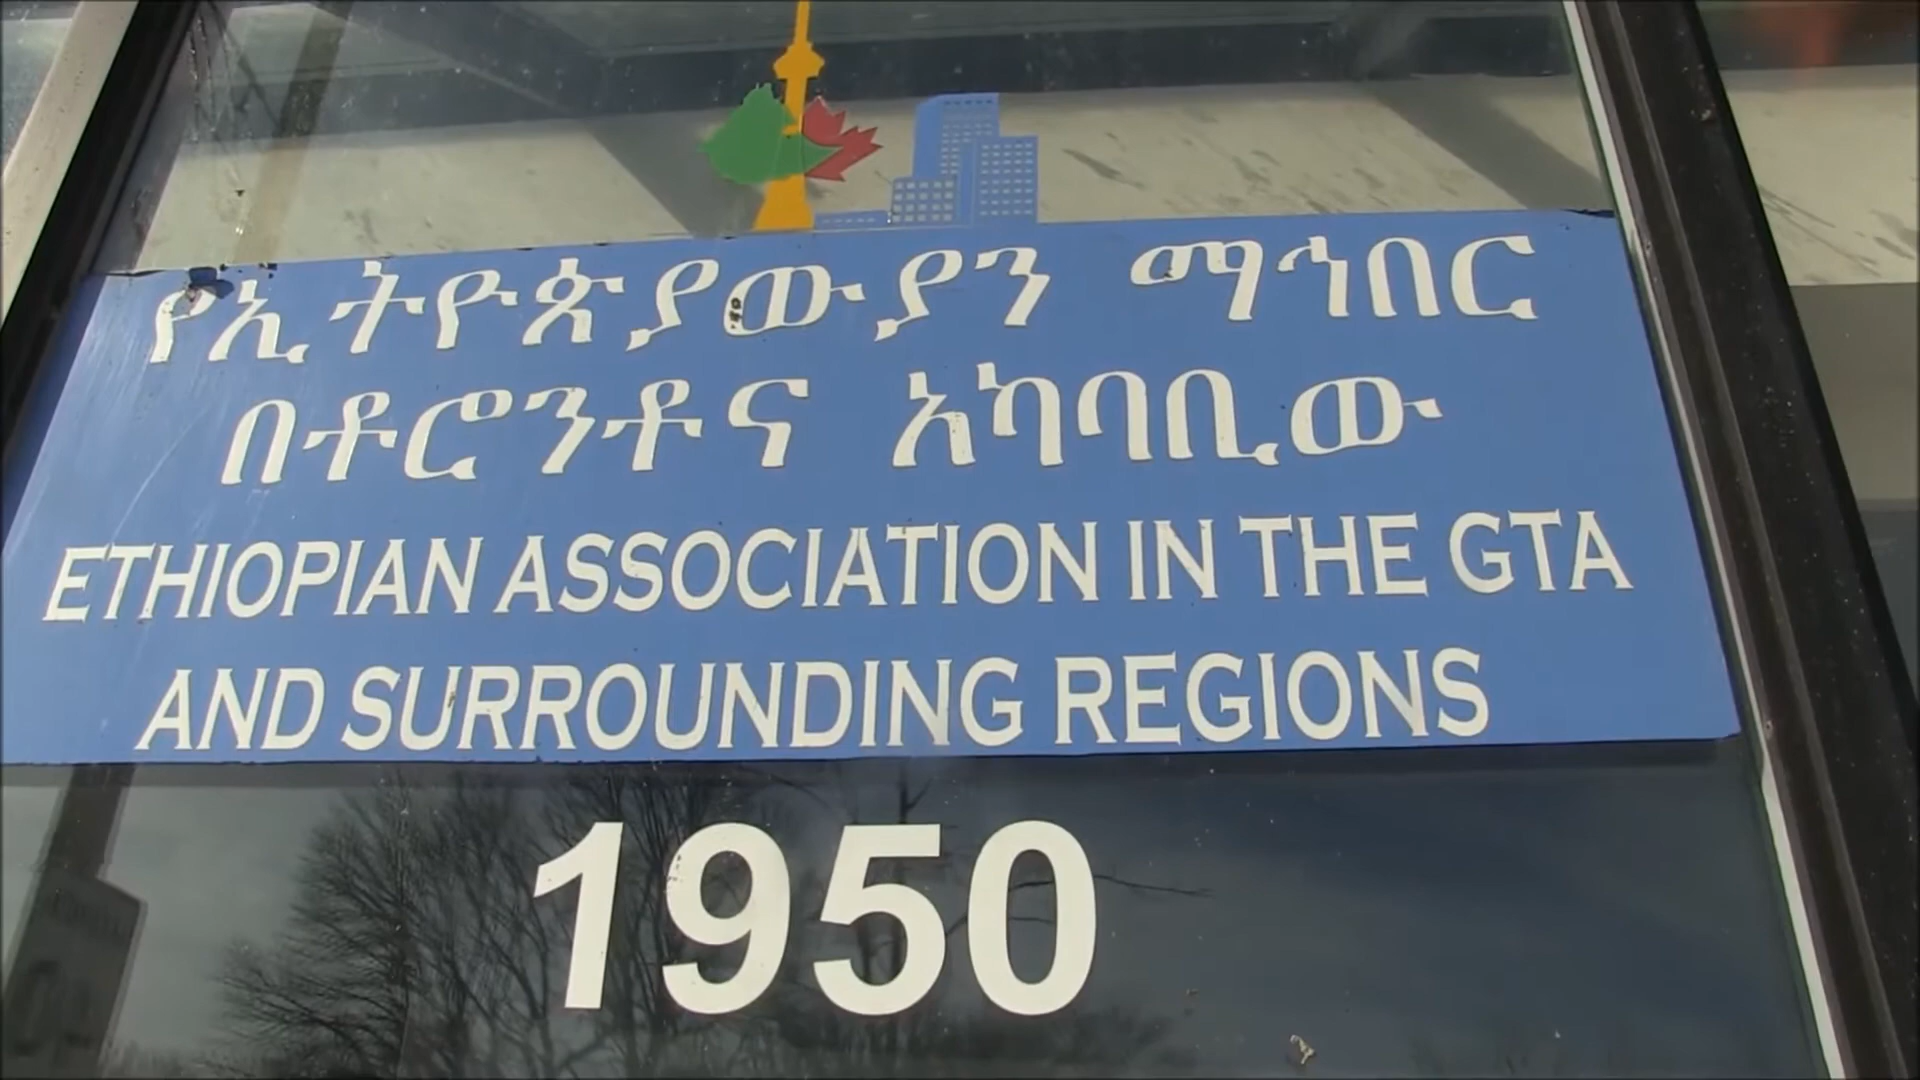 የኢትዮጵያውያን ማኅበር
በቶሮንቶና አካባቢው
ETHIOPIAN ASSOCIATION IN THE GTA
AND SURROUNDING REGIONS
1950